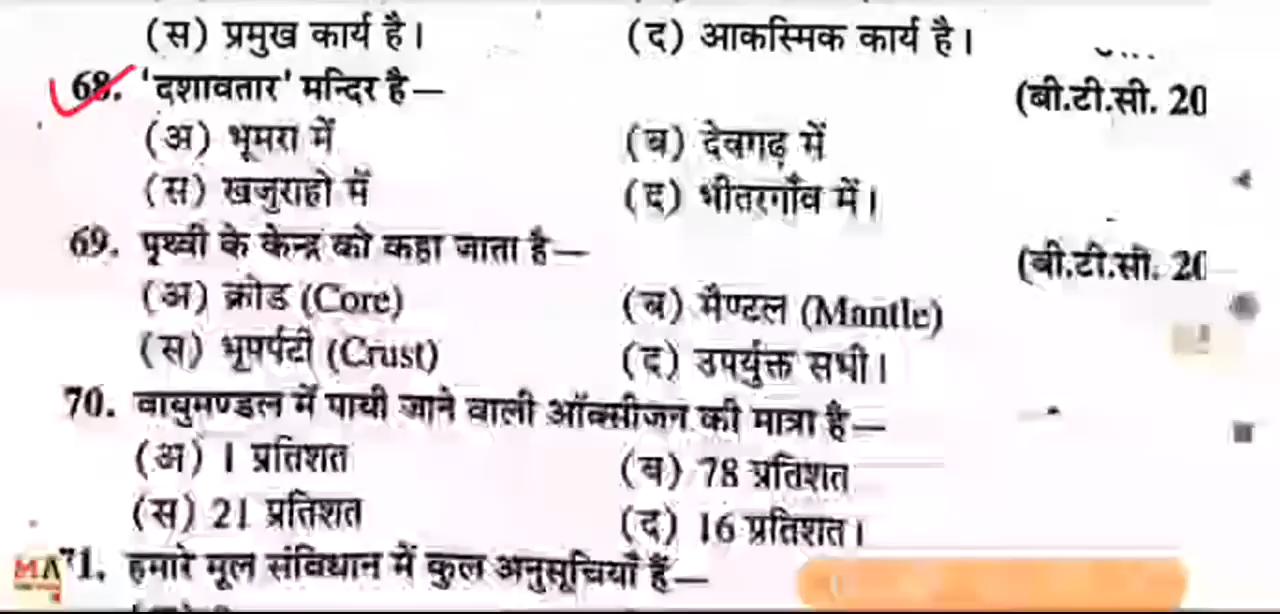 (स) प्रमुख कार्य है। (द) आकस्मिक कार्य है।
68. 'दशावतार' मन्दिर है— (बी.टी.सी. 20
(अ) भूमरा में (ब) देवगढ़ में
(स) खजुराहो में (द) भीतरगाँव में।
69. पृथ्वी के केन्द्र को कहा जाता है— (बी.टी.सी. 20
(अ) क्रोड (Core) (ब) मैण्टल (Mantle)
(स) भूपर्पटी (Crust) (द) उपर्युक्त सभी।
70. वायुमण्डल में पायी जाने वाली ऑक्सीजन की मात्रा है—
(अ) 1 प्रतिशत (ब) 78 प्रतिशत
(स) 21 प्रतिशत (द) 16 प्रतिशत।
MA 71. हमारे मूल संविधान में कुल अनुसूचियाँ हैं—